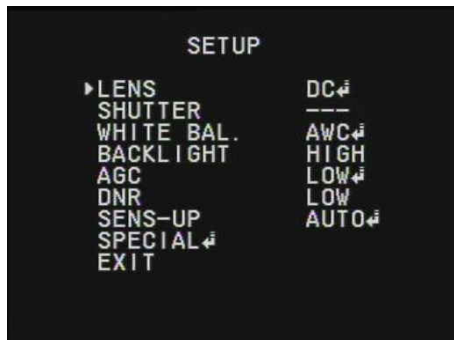 SETUP
▶LENS DC↲
SHUTTER ---
WHITE BAL. AWC↲
BACKLIGHT HIGH
AGC LOW↲
DNR LOW
SENS-UP AUTO↲
SPECIAL↲
EXIT